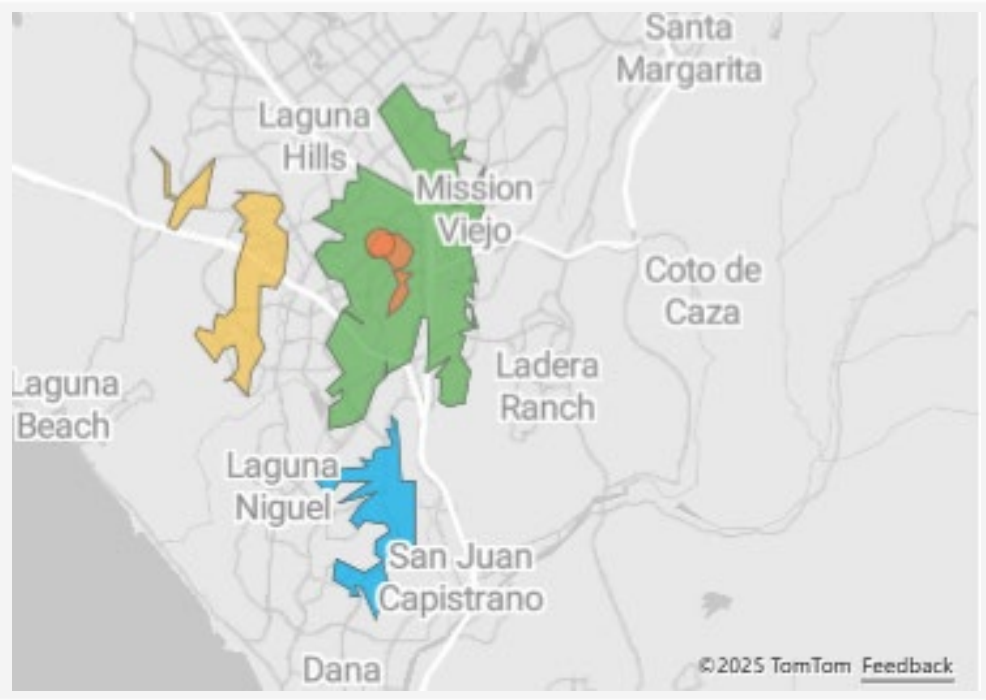 Santa
Margarita
Laguna
Hills
Mission
Viejo
Coto de
Caza
Laguna
Beach
Ladera
Ranch
Laguna
Niguel
San Juan
Capistrano
Dana
©2025 TomTom Feedback